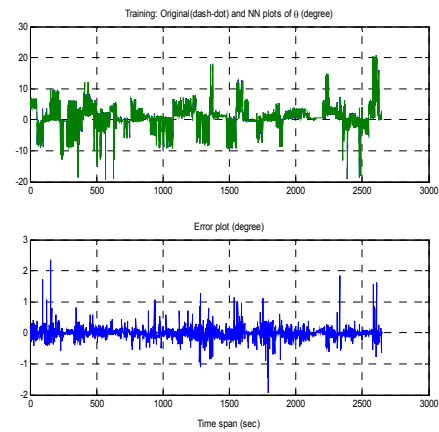 Training: Original(dash-dot) and NN plots of θ (degree)
30
20
10
0
-10
-20
0 500 1000 1500 2000 2500 3000
Error plot (degree)
3
2
1
0
-1
-2
0 500 1000 1500 2000 2500 3000
Time span (sec)